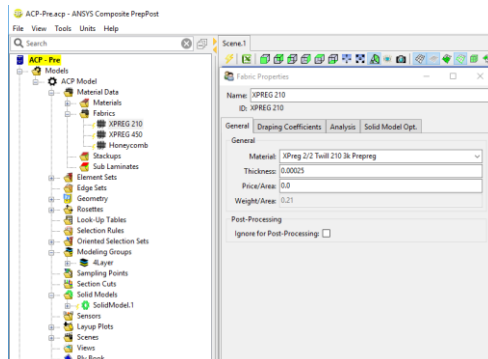 ACP-Pre.acp - ANSYS Composite PrepPost
File View Tools Units Help
Search
Scene.1
ACP - Pre
Models
ACP Model
Material Data
Materials
Fabrics
XPREG 210
XPREG 450
Honeycomb
Stackups
Sub Laminates
Element Sets
Edge Sets
Geometry
Rosettes
Look-Up Tables
Selection Rules
Oriented Selection Sets
Modeling Groups
4Layer
Sampling Points
Section Cuts
Solid Models
SolidModel.1
Sensors
Layup Plots
Scenes
Views
Ply Book
Fabric Properties
Name: XPREG 210
ID: XPREG 210
General Draping Coefficients Analysis Solid Model Opt.
General
Material: XPreg 2/2 Twill 210 3k Prepreg
Thickness: 0.00025
Price/Area: 0.0
Weight/Area: 0.21
Post-Processing
Ignore for Post-Processing: